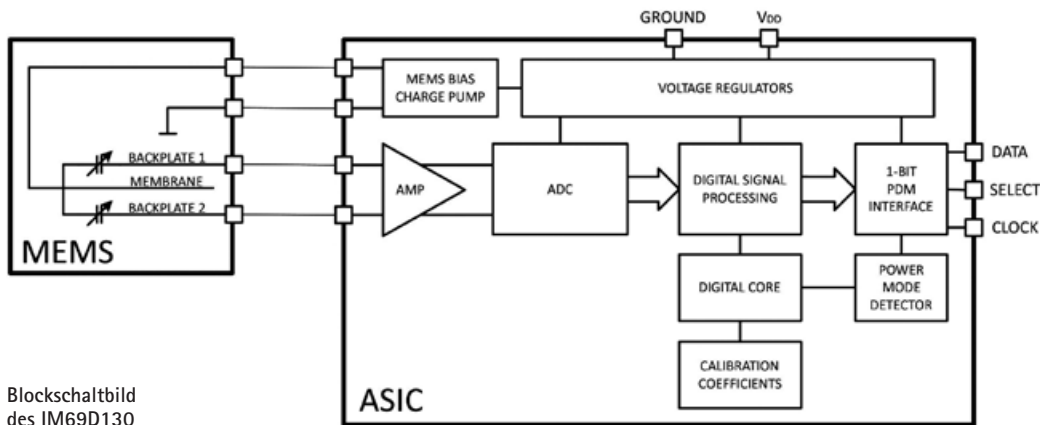 GROUND
VDD
MEMS BIAS
CHARGE PUMP
VOLTAGE REGULATORS
BACKPLATE 1
MEMBRANE
BACKPLATE 2
MEMS
AMP
ADC
DIGITAL SIGNAL
PROCESSING
1-BIT
PDM
INTERFACE
DATA
SELECT
CLOCK
DIGITAL CORE
POWER
MODE
DETECTOR
CALIBRATION
COEFFICIENTS
ASIC
Blockschaltbild
des IM69D130